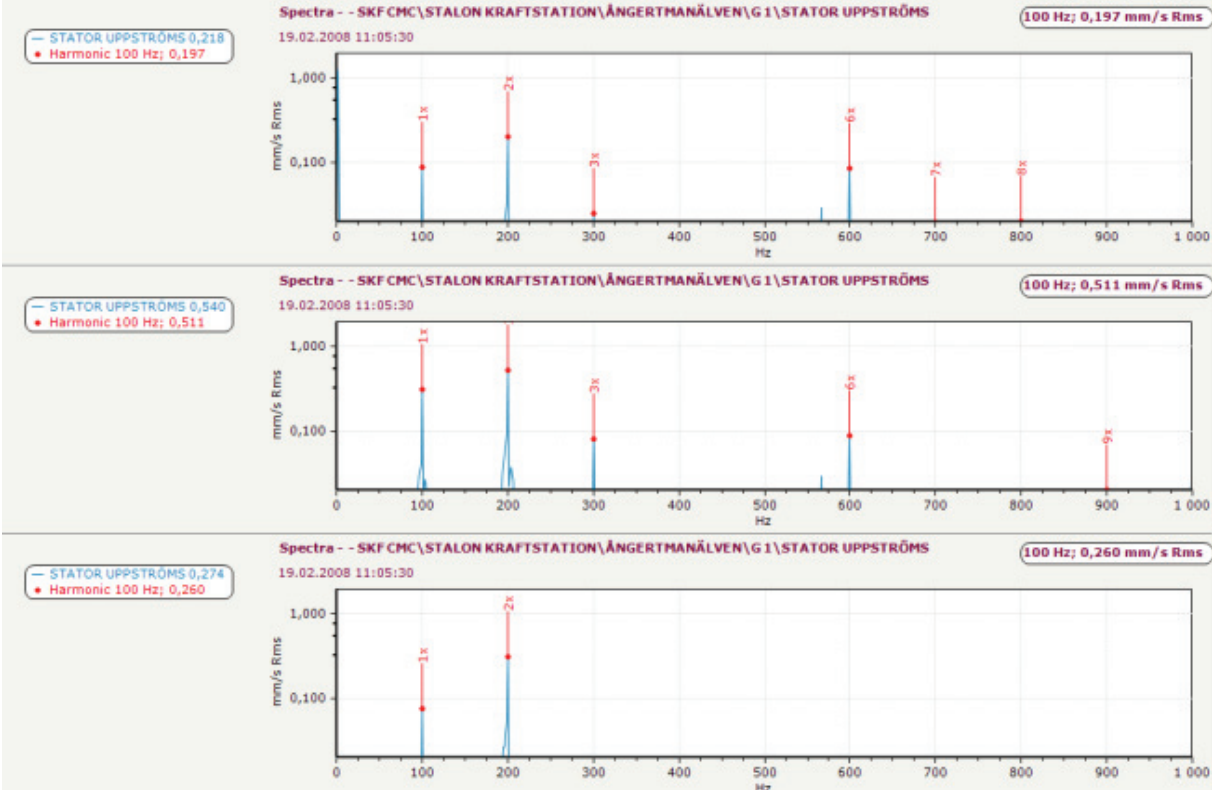 Spectra - - SKF CMC\STALON KRAFTSTATION\ÅNGERTMANÄLVEN\G 1\STATOR UPPSTRÖMS
100 Hz; 0,197 mm/s Rms
STATOR UPPSTRÖMS 0,218
Harmonic 100 Hz; 0,197
19.02.2008 11:05:30
mm/s Rms
1,000
0,100
1x
2x
3x
6x
7x
8x
0 100 200 300 400 500 600 700 800 900 1 000
Hz
Spectra - - SKF CMC\STALON KRAFTSTATION\ÅNGERTMANÄLVEN\G 1\STATOR UPPSTRÖMS
100 Hz; 0,511 mm/s Rms
STATOR UPPSTRÖMS 0,540
Harmonic 100 Hz; 0,511
19.02.2008 11:05:30
mm/s Rms
1,000
0,100
1x
3x
6x
9x
0 100 200 300 400 500 600 700 800 900 1 000
Hz
Spectra - - SKF CMC\STALON KRAFTSTATION\ÅNGERTMANÄLVEN\G 1\STATOR UPPSTRÖMS
100 Hz; 0,260 mm/s Rms
STATOR UPPSTRÖMS 0,274
Harmonic 100 Hz; 0,260
19.02.2008 11:05:30
mm/s Rms
1,000
0,100
1x
2x
0 100 200 300 400 500 600 700 800 900 1 000
Hz